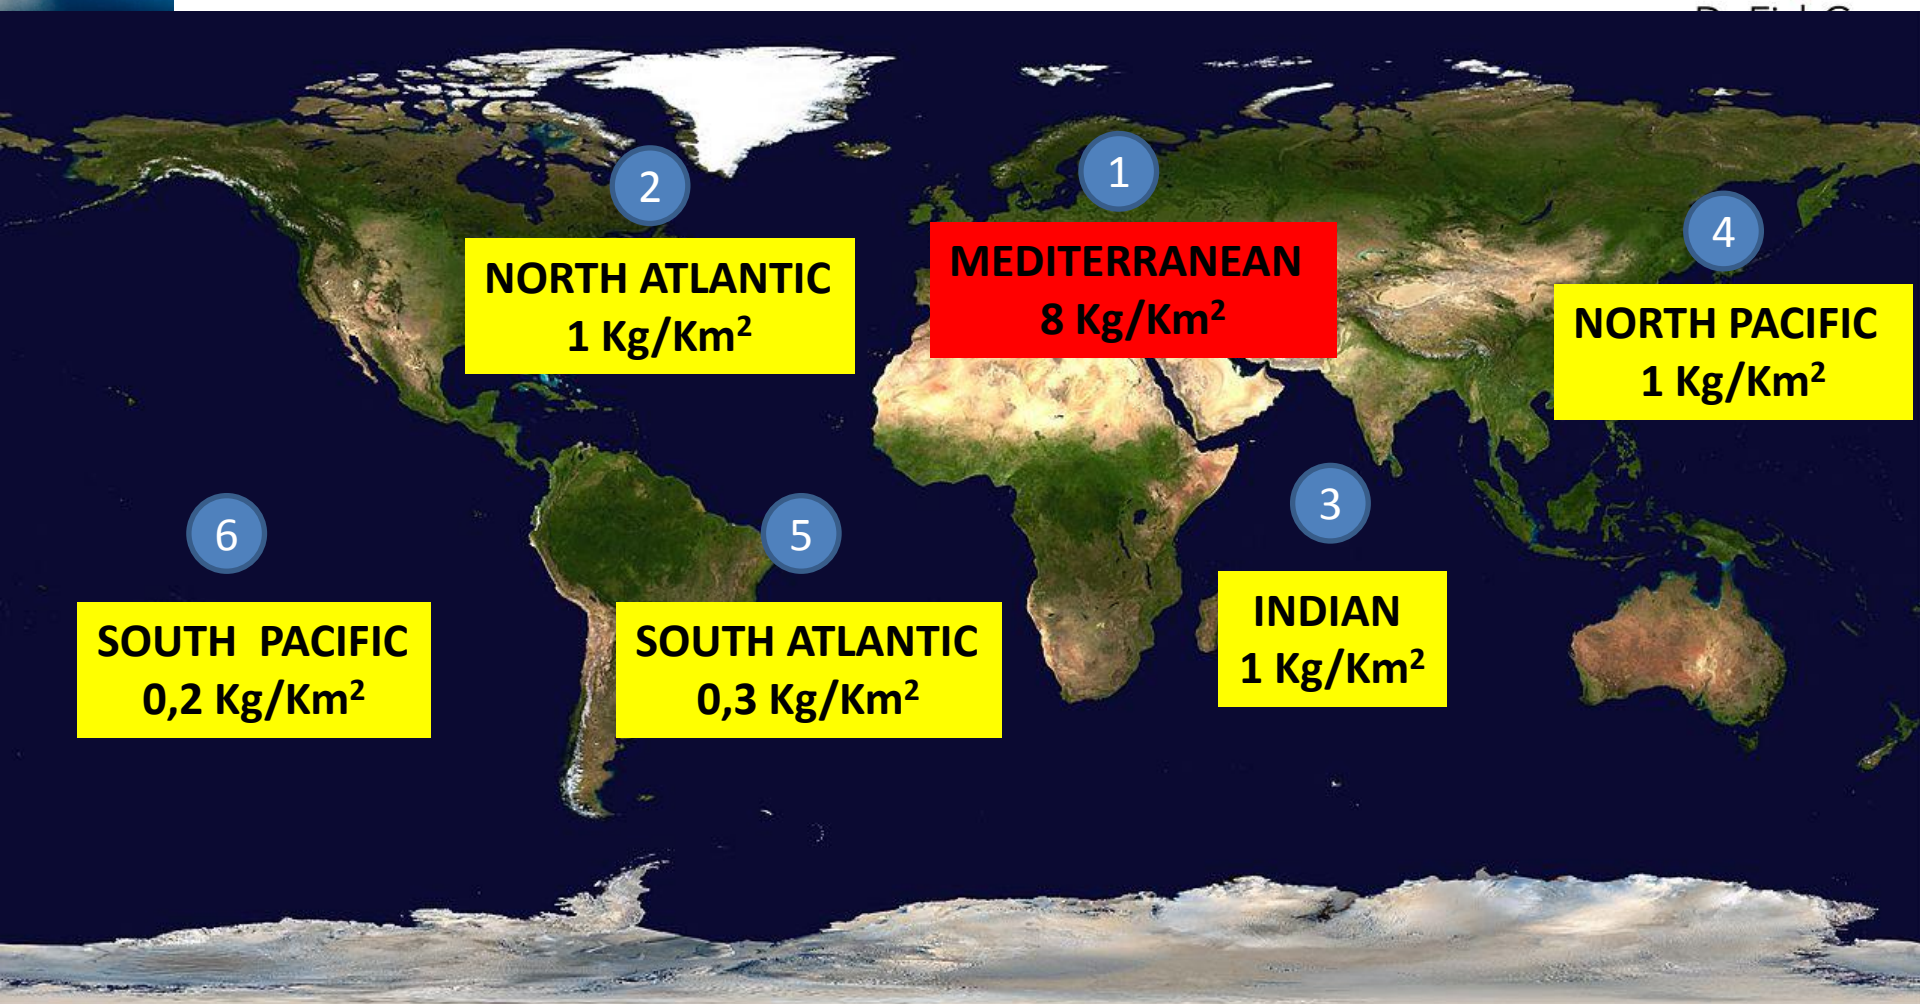 2
NORTH ATLANTIC
1 Kg/Km²
1
MEDITERRANEAN
8 Kg/Km²
4
NORTH PACIFIC
1 Kg/Km²
6
SOUTH  PACIFIC
0,2 Kg/Km²
5
SOUTH ATLANTIC
0,3 Kg/Km²
3
INDIAN
1 Kg/Km²